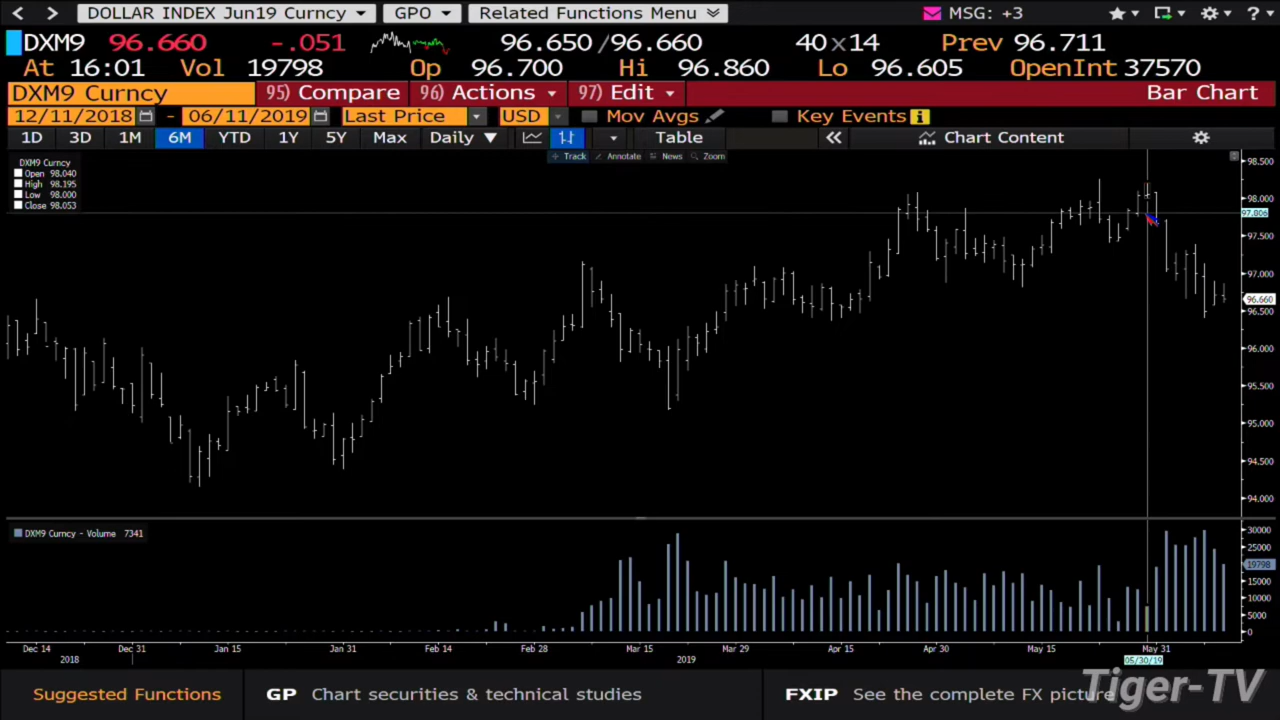 DOLLAR INDEX Jun19 Curncy GPO Related Functions Menu MSG: +3 ?
DXM9 96.660 -.051 96.650 /96.660 40x14 Prev 96.711
At 16:01 Vol 19798 Op 96.700 Hi 96.860 Lo 96.605 OpenInt 37570
DXM9 Curncy 95) Compare 96) Actions 97) Edit Bar Chart
12/11/2018 - 06/11/2019 Last Price USD Mov Avgs Key Events i
1D 3D 1M 6M YTD 1Y 5Y Max Daily Table « Chart Content
Track Annotate News Zoom
DXM9 Curncy
Open 98.040
High 98.195
Low 98.000
Close 98.053
98.500
98.000
97.806
97.500
97.000
96.660
96.500
96.000
95.500
95.000
94.500
94.000
DXM9 Curncy - Volume 7341
30000
25000
19798
15000
10000
5000
0
Dec 14 Dec 31 Jan 15 Jan 31 Feb 14 Feb 28 Mar 15 Mar 29 Apr 15 Apr 30 May 15 May 31
2018 2019 05/30/19
Suggested Functions GP Chart securities & technical studies FXIP See the complete FX picture
Tiger-TV